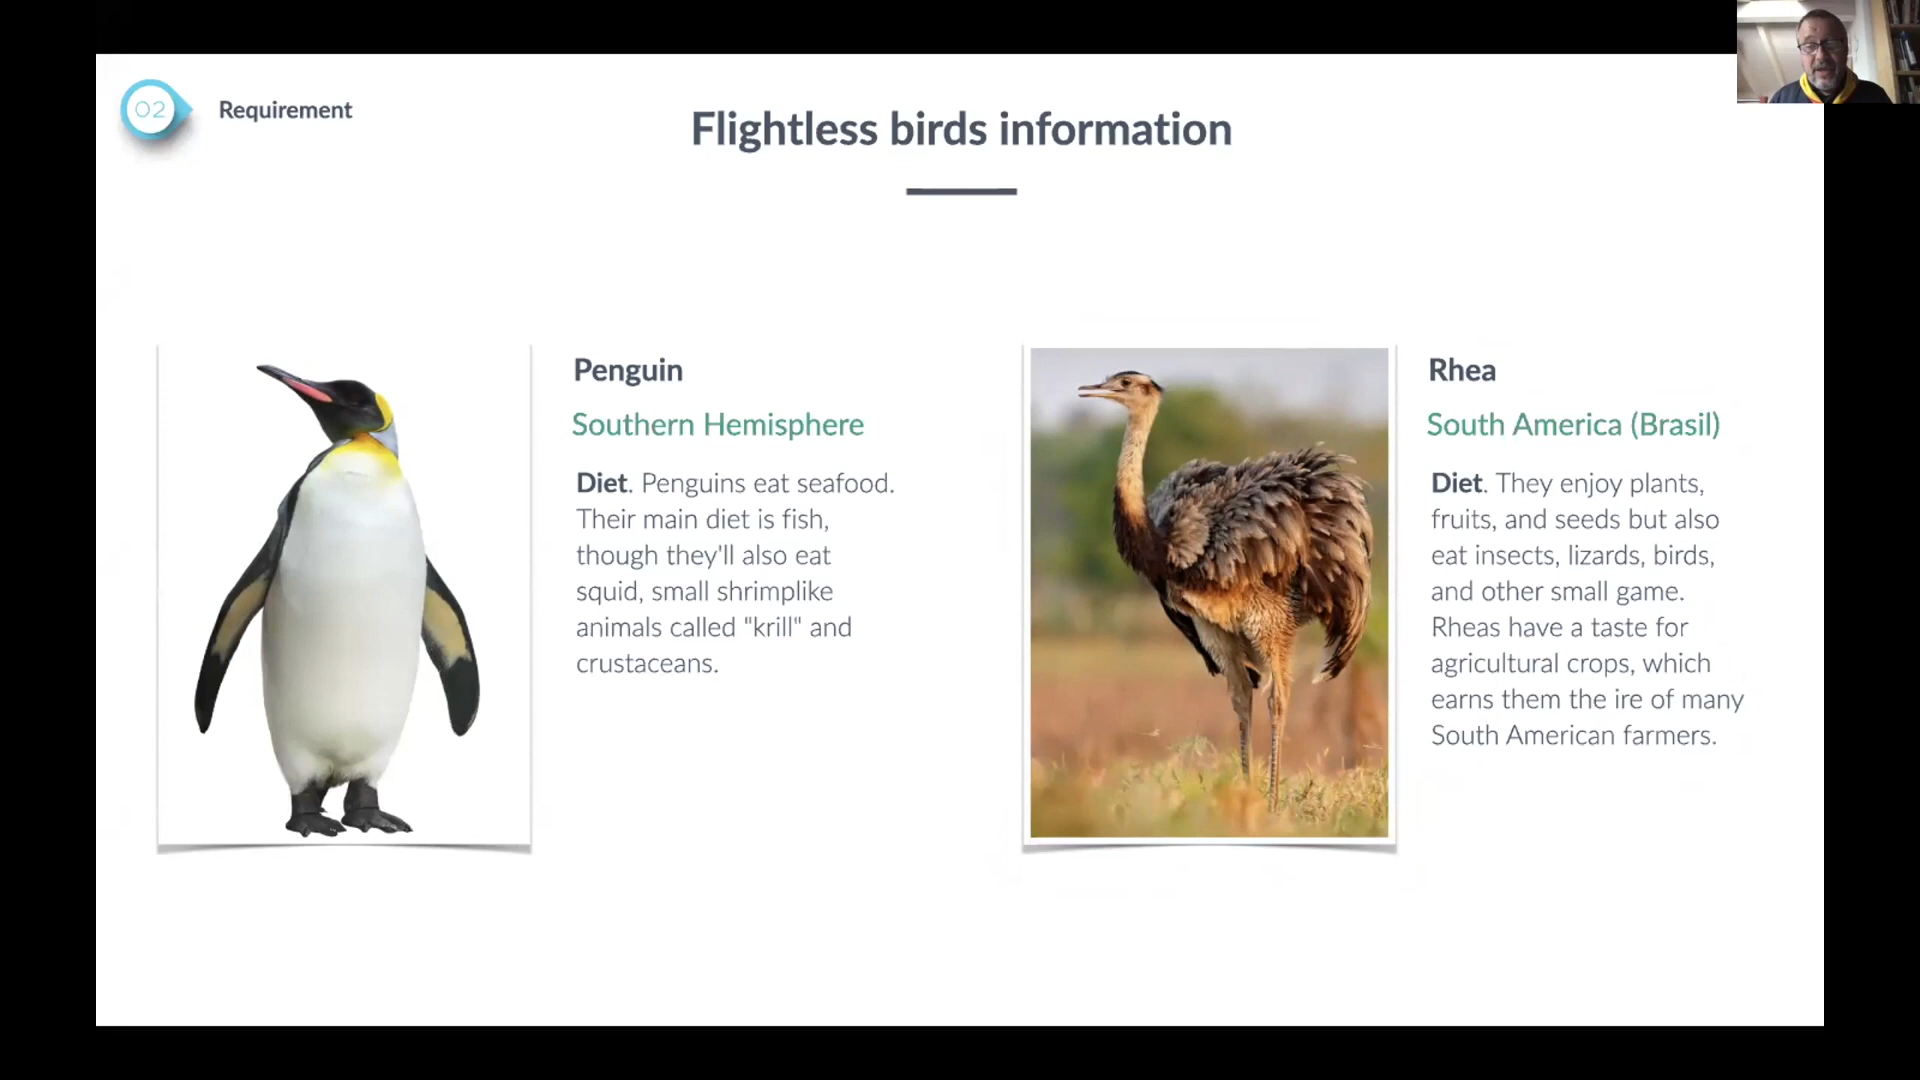 02
Requirement
Flightless birds information
Penguin
Southern Hemisphere
Diet. Penguins eat seafood.
Their main diet is fish,
though they'll also eat
squid, small shrimplike
animals called "krill" and
crustaceans.
Rhea
South America (Brasil)
Diet. They enjoy plants,
fruits, and seeds but also
eat insects, lizards, birds,
and other small game.
Rheas have a taste for
agricultural crops, which
earns them the ire of many
South American farmers.